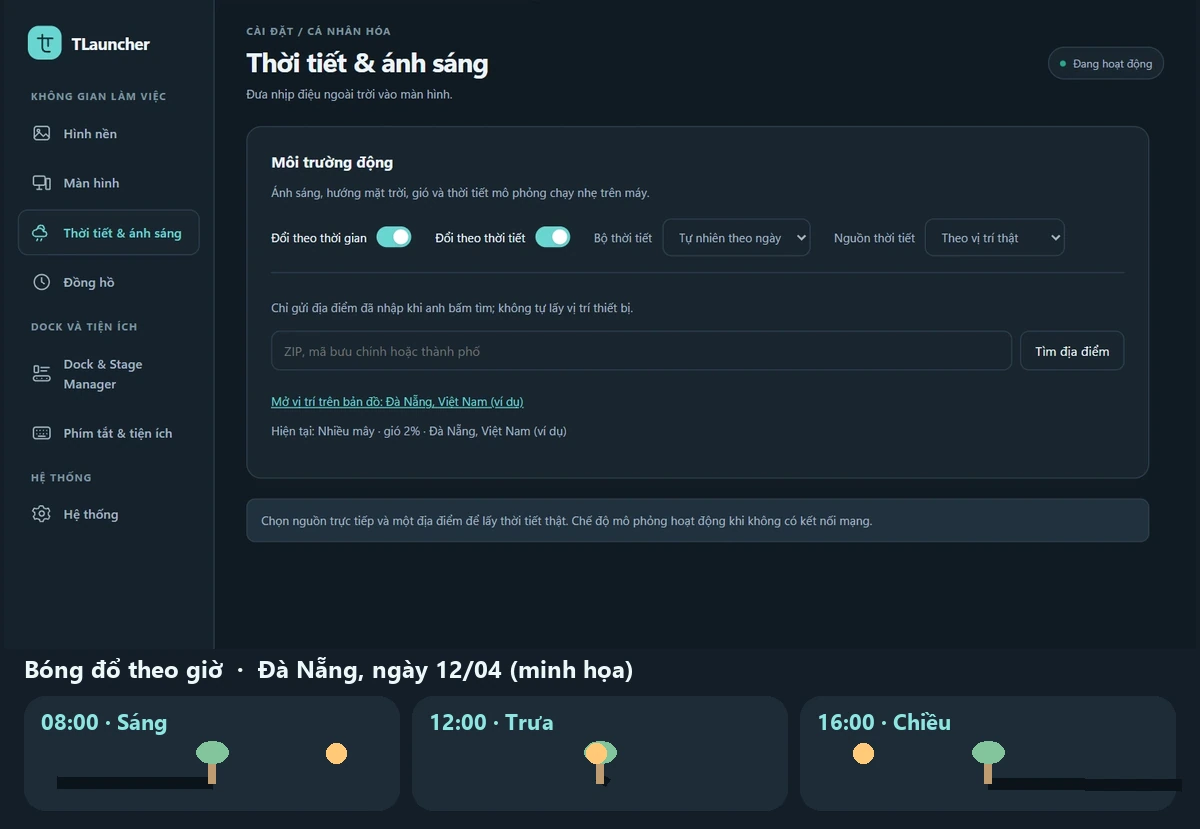 TLauncher
KHÔNG GIAN LÀM VIỆC
Hình nền
Màn hình
Thời tiết & ánh sáng
Đồng hồ
DOCK VÀ TIỆN ÍCH
Dock & Stage
Manager
Phím tắt & tiện ích
HỆ THỐNG
Hệ thống
CÀI ĐẶT / CÁ NHÂN HÓA
Thời tiết & ánh sáng
Đưa nhịp điệu ngoài trời vào màn hình.
Đang hoạt động
Môi trường động
Ánh sáng, hướng mặt trời, gió và thời tiết mô phỏng chạy nhẹ trên máy.
Đổi theo thời gian Đổi theo thời tiết Bộ thời tiết Tự nhiên theo ngày Nguồn thời tiết Theo vị trí thật
Chỉ gửi địa điểm đã nhập khi anh bấm tìm; không tự lấy vị trí thiết bị.
ZIP, mã bưu chính hoặc thành phố Tìm địa điểm
Mở vị trí trên bản đồ: Đà Nẵng, Việt Nam (ví dụ)
Hiện tại: Nhiều mây · gió 2% · Đà Nẵng, Việt Nam (ví dụ)
Chọn nguồn trực tiếp và một địa điểm để lấy thời tiết thật. Chế độ mô phỏng hoạt động khi không có kết nối mạng.
Bóng đổ theo giờ · Đà Nẵng, ngày 12/04 (minh họa)
08:00 · Sáng
12:00 · Trưa
16:00 · Chiều